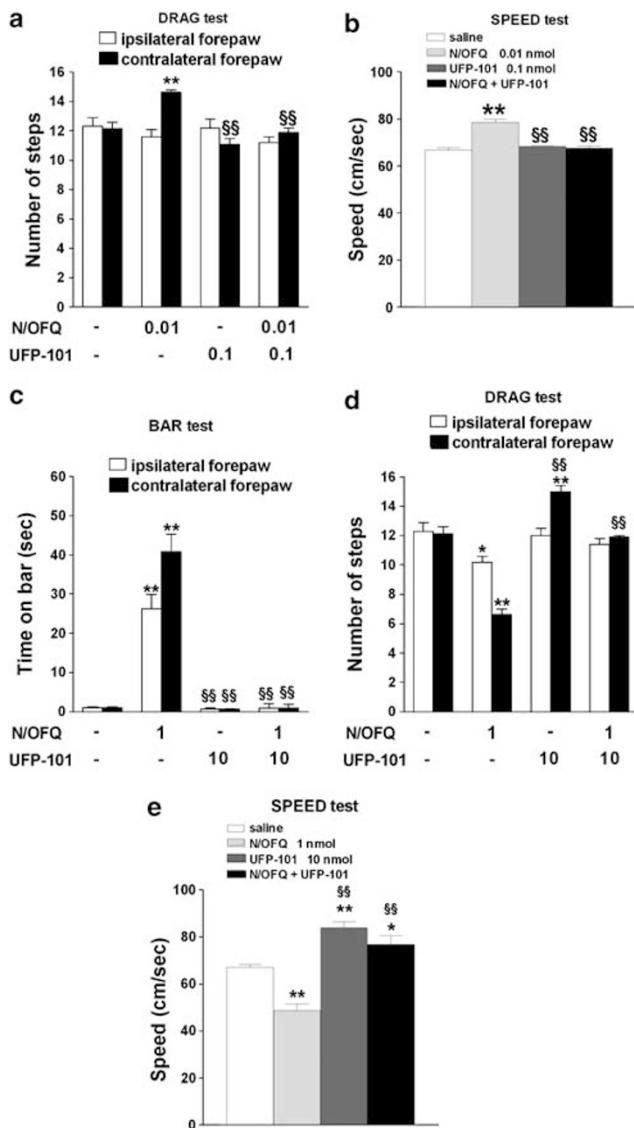 a
DRAG test
ipsilateral forepaw
contralateral forepaw
Number of steps
16
14
12
10
8
6
4
2
0
**
§§
§§
N/OFQ - 0.01 - 0.01
UFP-101 - - 0.1 0.1
b
SPEED test
saline
N/OFQ 0.01 nmol
UFP-101 0.1 nmol
N/OFQ + UFP-101
Speed (cm/sec)
100
80
60
40
20
0
**
§§
§§
c
BAR test
ipsilateral forepaw
contralateral forepaw
Time on bar (sec)
60
50
40
30
20
10
0
**
**
§§ §§
§§ §§
N/OFQ - 1 - 1
UFP-101 - - 10 10
d
DRAG test
ipsilateral forepaw
contralateral forepaw
Number of steps
16
14
12
10
8
6
4
2
0
*
**
§§
**
§§
N/OFQ - 1 - 1
UFP-101 - - 10 10
e
SPEED test
saline
N/OFQ 1 nmol
UFP-101 10 nmol
N/OFQ + UFP-101
Speed (cm/sec)
100
80
60
40
20
0
**
§§
**
§§
*